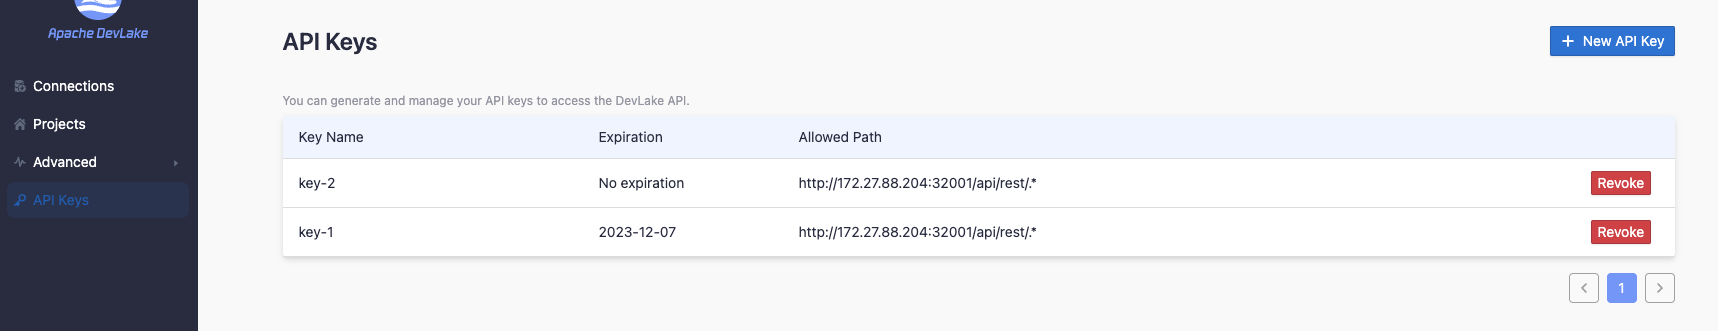 Apache DevLake
Connections
Projects
Advanced
API Keys
API Keys
+ New API Key
You can generate and manage your API keys to access the DevLake API.
Key Name Expiration Allowed Path
key-2 No expiration http://172.27.88.204:32001/api/rest/.* Revoke
key-1 2023-12-07 http://172.27.88.204:32001/api/rest/.* Revoke
1